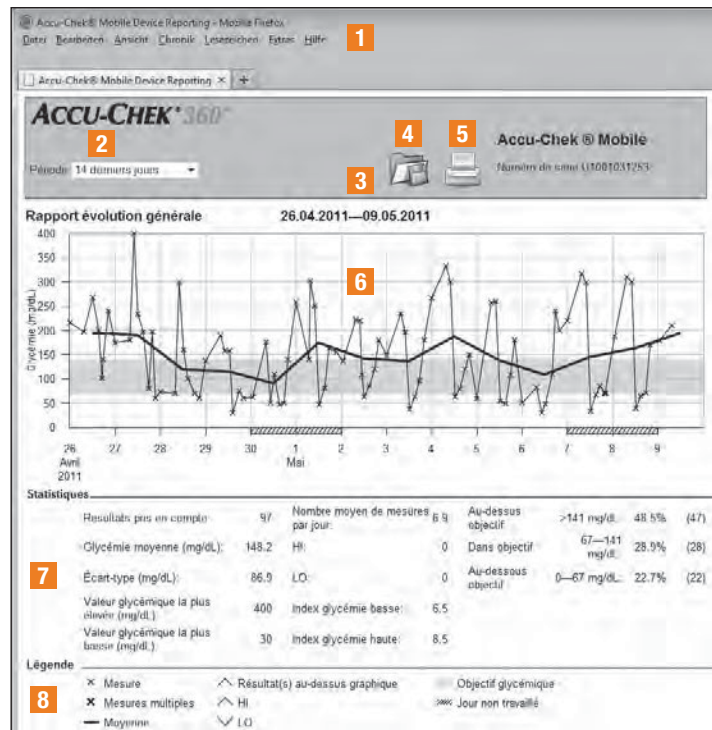 Accu-Chek® Mobile Device Reporting - Mozilla Firefox
Datei Bearbeiten Ansicht Chronik Lesezeichen Extras Hilfe
1
Accu-Chek® Mobile Device Reporting × +
ACCU-CHEK® 360°
2
4
5
Accu-Chek ® Mobile
Période 14 derniers jours
3
Numéro de série U1001031253
Rapport évolution générale 26.04.2011—09.05.2011
Glycémie (mg/dL)
400
350
300
250
200
150
100
50
0
6
26 27 28 29 30 1 2 3 4 5 6 7 8 9
Avril Mai
2011
Statistiques
Résultats pris en compte 97 Nombre moyen de mesures par jour: 6.9 Au-dessus objectif >141 mg/dL: 48.5% (47)
Glycémie moyenne (mg/dL): 148.2 HI: 0 Dans objectif 67—141 mg/dL: 28.9% (28)
7
Écart-type (mg/dL): 86.9 LO: 0 Au-dessous objectif 0—67 mg/dL: 22.7% (22)
Valeur glycémique la plus élevée (mg/dL) 400 Index glycémie basse: 6.5
Valeur glycémique la plus basse (mg/dL) 30 Index glycémie haute: 8.5
Légende
8
× Mesure Résultat(s) au-dessus graphique Objectif glycémique
× Mesures multiples HI Jour non travaillé
Moyenne LO